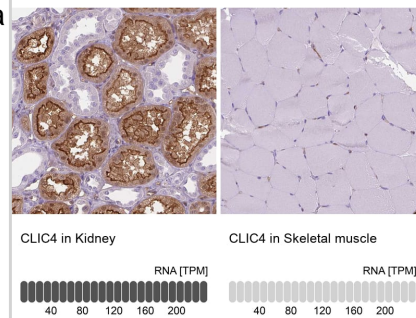 a
CLIC4 in Kidney
CLIC4 in Skeletal muscle
RNA [TPM]
RNA [TPM]
40 80 120 160 200
40 80 120 160 200